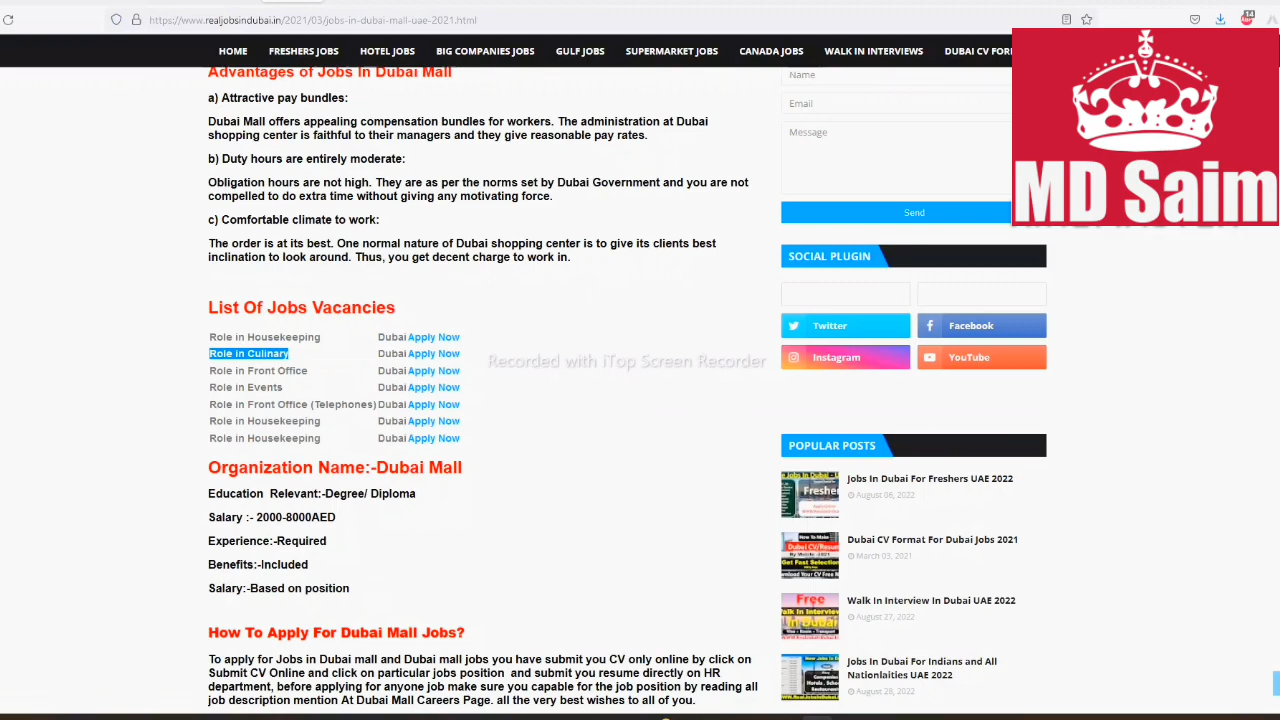 https://www.realjobsindubai.in/2021/03/jobs-in-dubai-mall-uae-2021.html
14
HOME FRESHERS JOBS HOTEL JOBS BIG COMPANIES JOBS GULF JOBS SUPERMARKET JOBS CANADA JOBS WALK IN INTERVIEWS DUBAI CV FORM
MD Saim
Advantages of Jobs In Dubai Mall
a) Attractive pay bundles:
Dubai Mall offers appealing compensation bundles for workers. The administration at Dubai
shopping center is faithful to their managers and they give reasonable pay rates.
b) Duty hours are entirely moderate:
Obligation hours are not high. They are as per the norms set by Dubai Government and you are not
compelled to do extra time without giving any motivating force.
c) Comfortable climate to work:
The order is at its best. One normal nature of Dubai shopping center is to give its clients best
inclination to look around. Thus, you get decent charge to work in.
List Of Jobs Vacancies
Role in Housekeeping Dubai Apply Now
Role in Culinary Dubai Apply Now
Role in Front Office Dubai Apply Now
Role in Events Dubai Apply Now
Role in Front Office (Telephones) Dubai Apply Now
Role in Housekeeping Dubai Apply Now
Role in Housekeeping Dubai Apply Now
Recorded with iTop Screen Recorder
Organization Name:-Dubai Mall
Education Relevant:-Degree/ Diploma
Salary :- 2000-8000AED
Experience:-Required
Benefits:-Included
Salary:-Based on position
How To Apply For Dubai Mall Jobs?
To apply for Jobs in Dubai mall and Dubai mall jobs you have submit you CV only online by click on
Submit CV Online and click on particular jobs position and submit you resume directly on HR
department, before applying for anyone job make sure you capable for the job position by reading all
job description mention At Dubai Mall Careers Page. all the very best wishes to all of you.
Name
Email
Message
Send
SOCIAL PLUGIN
Twitter
Facebook
Instagram
YouTube
POPULAR POSTS
Jobs In Dubai For Freshers UAE 2022
August 08, 2022
Dubai CV Format For Dubai Jobs 2021
March 03, 2021
Walk In Interview In Dubai UAE 2022
August 27, 2022
Jobs In Dubai For Indians and All
Nationlaities UAE 2022
August 28, 2022